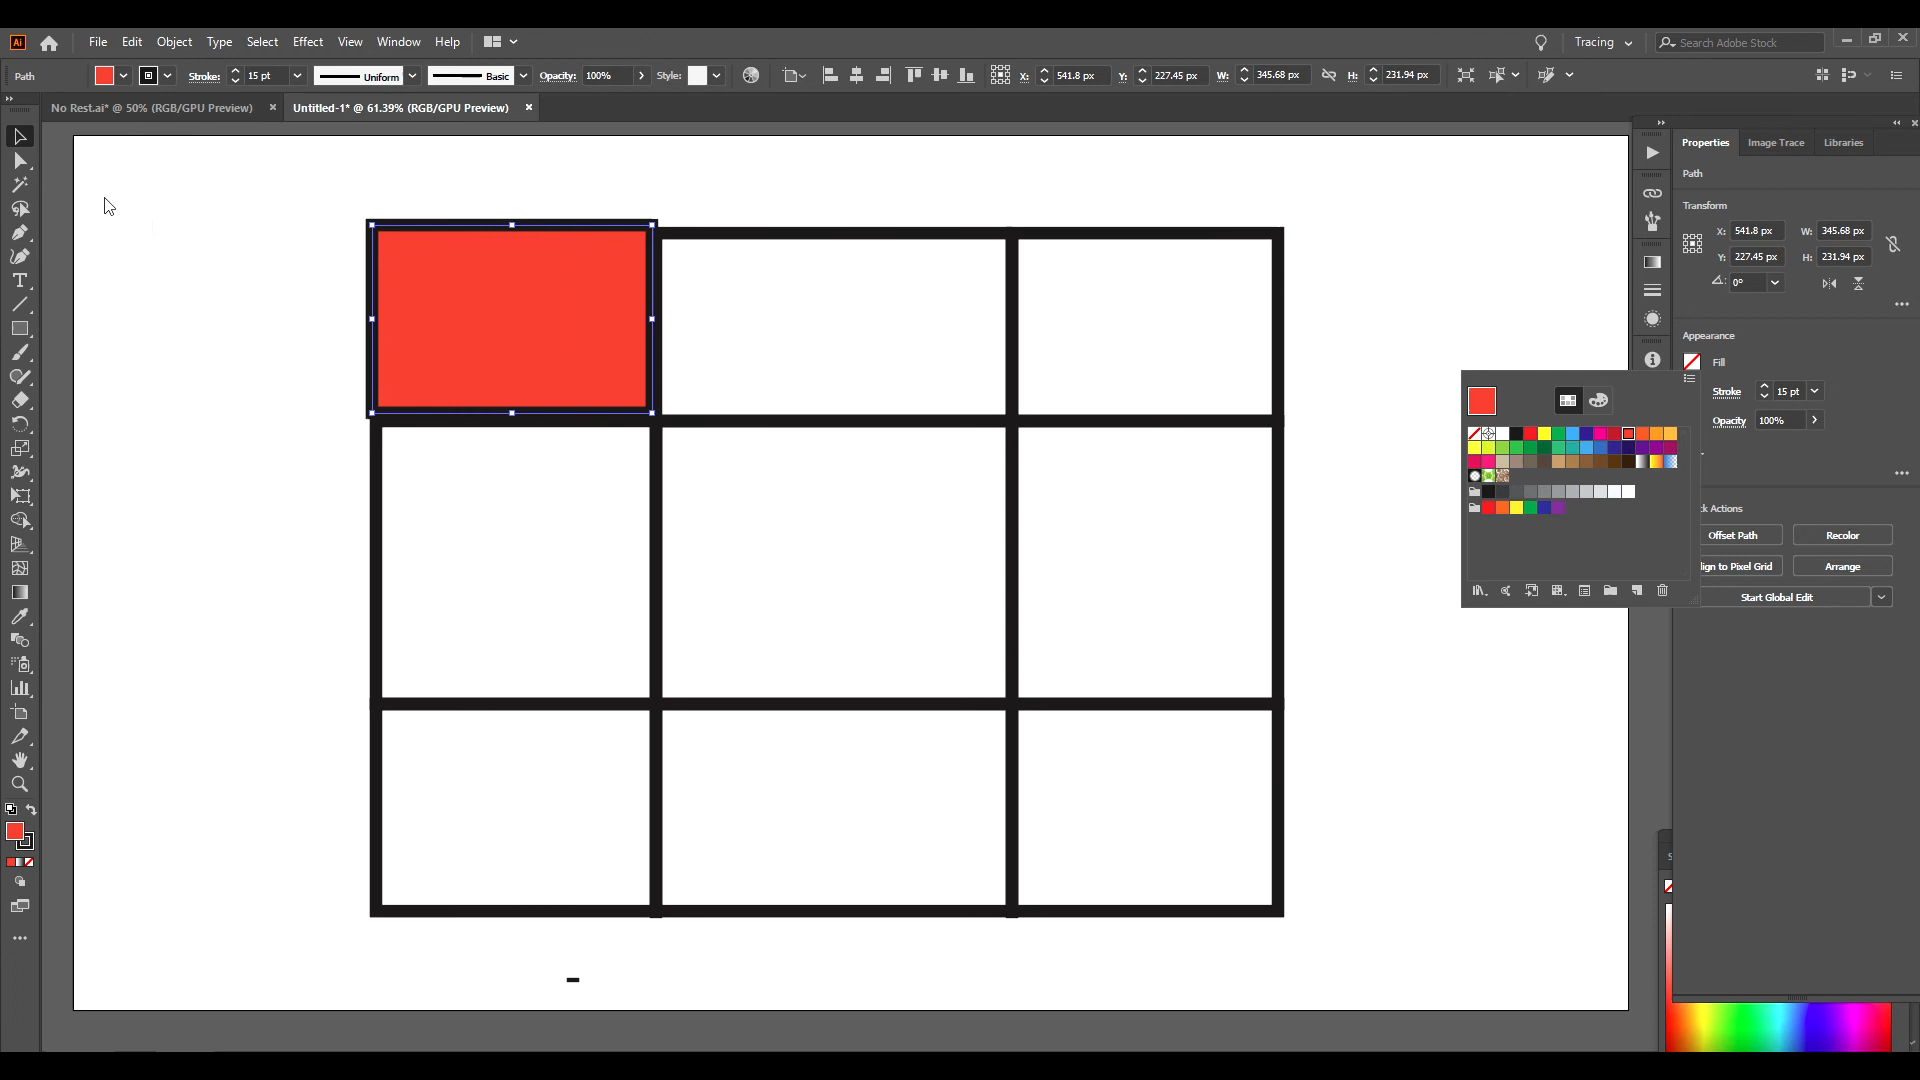 Ai File Edit Object Type Select Effect View Window Help Tracing Search Adobe Stock
Path Stroke: 15 pt Uniform Basic Opacity: 100% Style: X: 541.8 px Y: 227.45 px W: 345.68 px H: 231.94 px
No Rest.ai* @ 50% (RGB/GPU Preview) Untitled-1* @ 61.39% (RGB/GPU Preview)
Properties Image Trace Libraries
Path
Transform
X: 541.8 px W: 345.68 px
Y: 227.45 px H: 231.94 px
0°
Appearance
Fill
Stroke 15 pt
Opacity 100%
ck Actions
Offset Path Recolor
lign to Pixel Grid Arrange
Start Global Edit